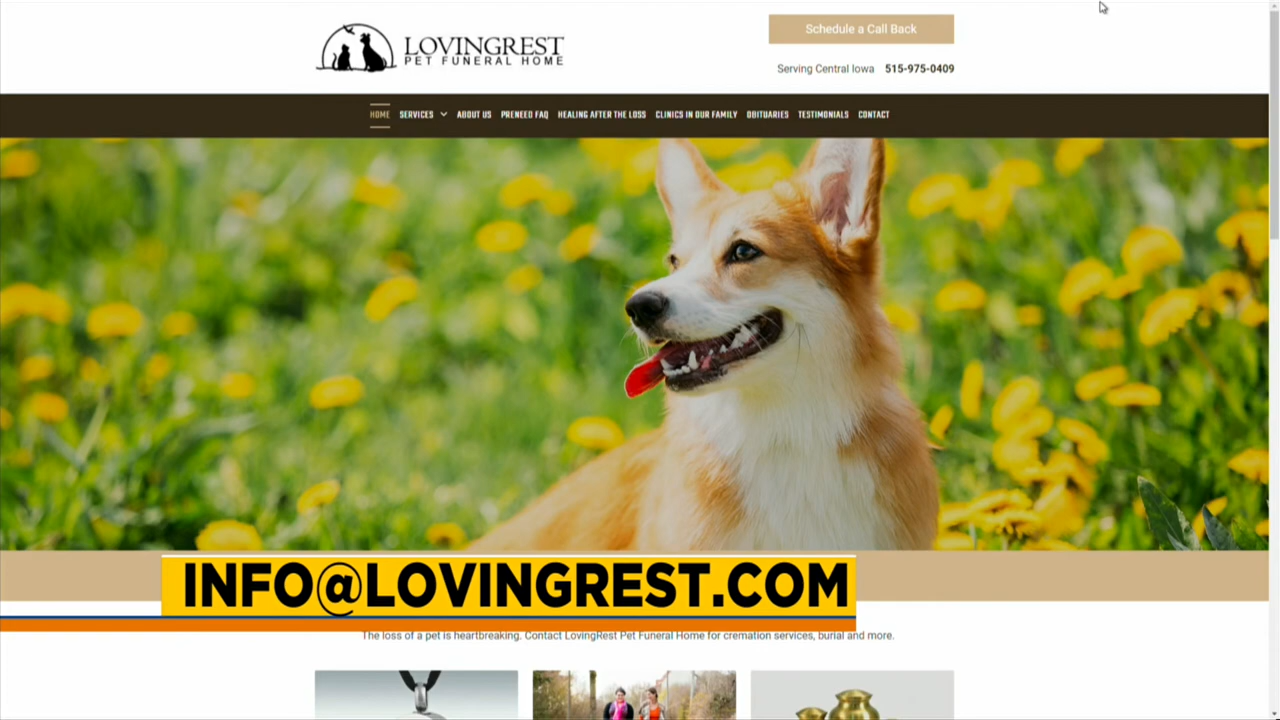 LOVINGREST
PET FUNERAL HOME
Schedule a Call Back
Serving Central Iowa 515-975-0409
HOME SERVICES ABOUT US PRENEED FAQ HEALING AFTER THE LOSS CLINICS IN OUR FAMILY OBITUARIES TESTIMONIALS CONTACT
INFO@LOVINGREST.COM
The loss of a pet is heartbreaking. Contact LovingRest Pet Funeral Home for cremation services, burial and more.